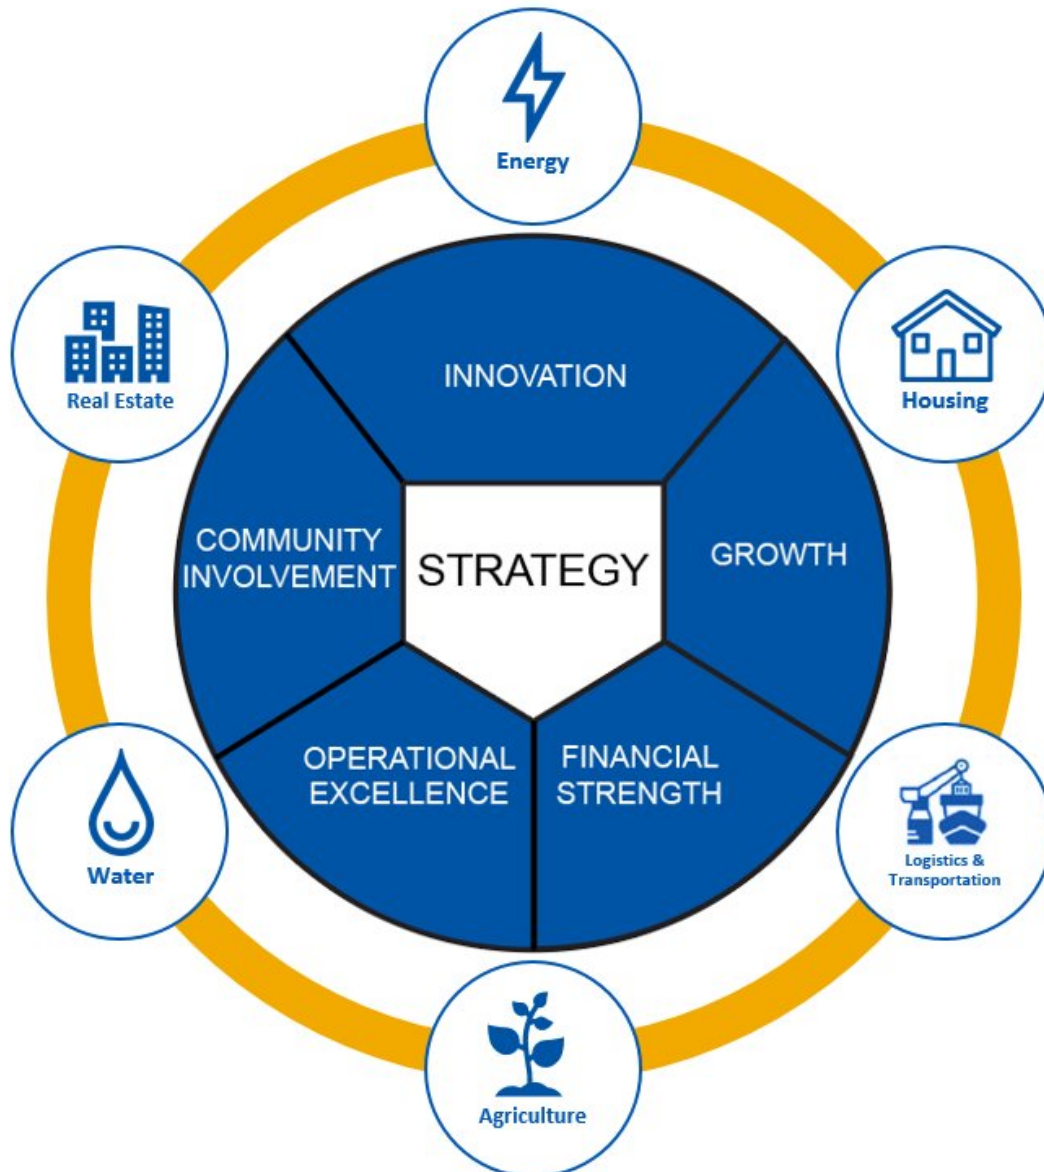 Energy
Real Estate
Housing
INNOVATION
COMMUNITY
INVOLVEMENT
STRATEGY
GROWTH
OPERATIONAL
EXCELLENCE
FINANCIAL
STRENGTH
Water
Logistics &
Transportation
Agriculture